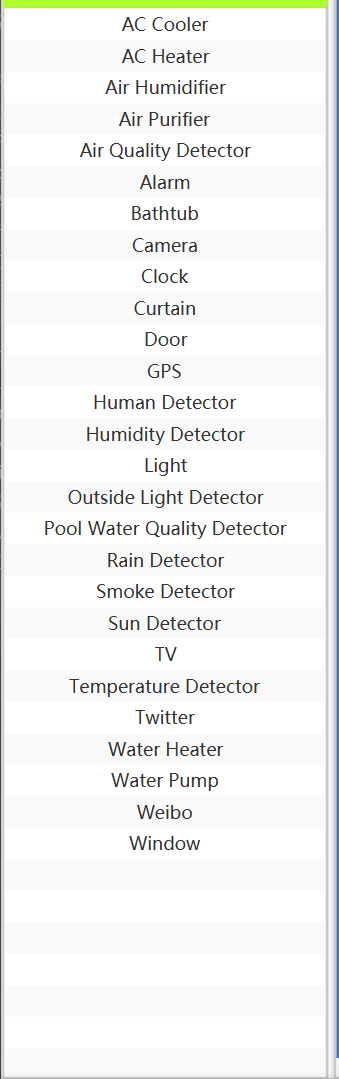 AC Cooler
AC Heater
Air Humidifier
Air Purifier
Air Quality Detector
Alarm
Bathtub
Camera
Clock
Curtain
Door
GPS
Human Detector
Humidity Detector
Light
Outside Light Detector
Pool Water Quality Detector
Rain Detector
Smoke Detector
Sun Detector
TV
Temperature Detector
Twitter
Water Heater
Water Pump
Weibo
Window